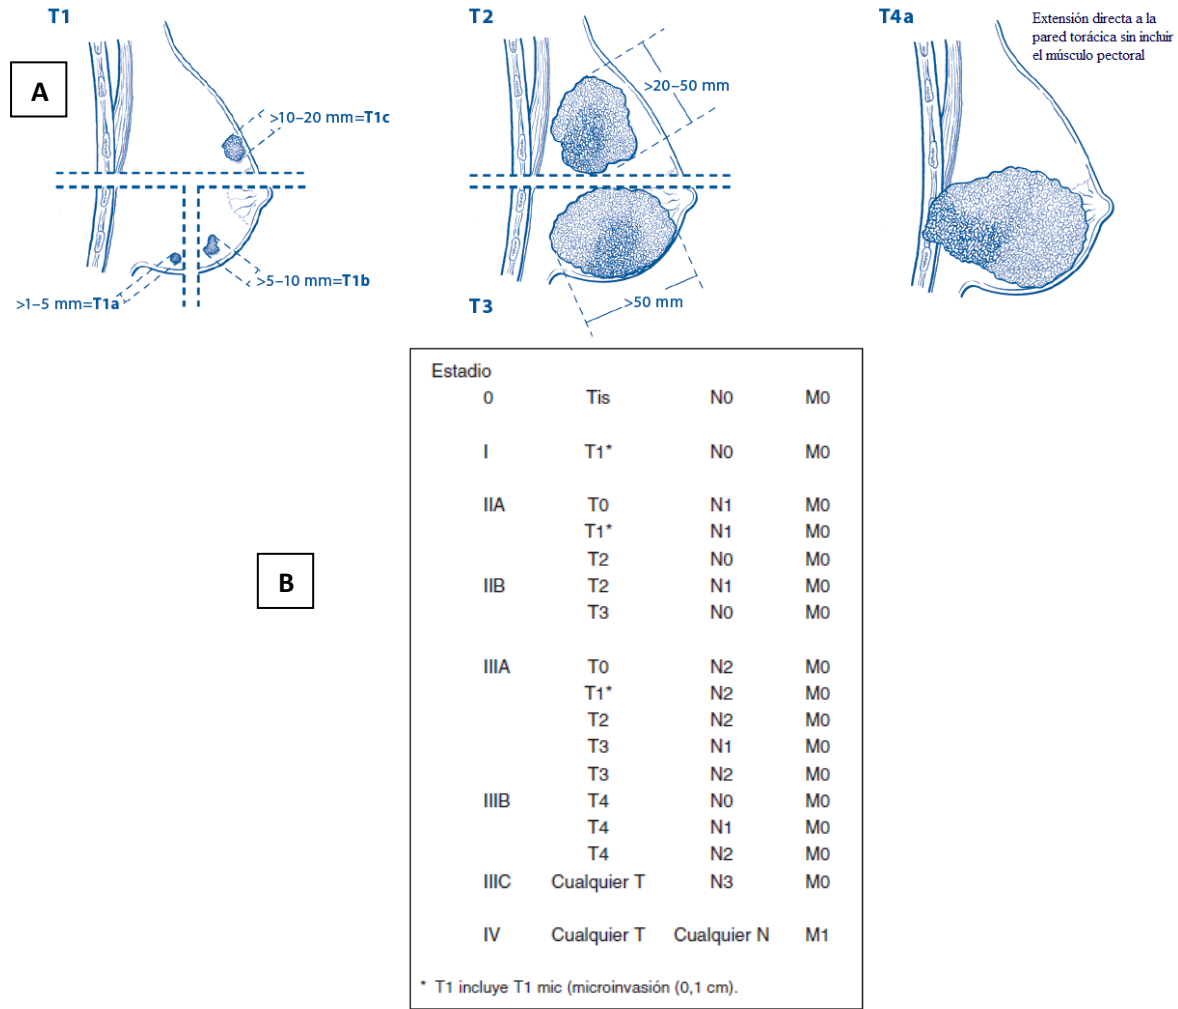 T1
T2
T4a
Extensión directa a la
pared torácica sin incluir
el músculo pectoral
A
>10–20 mm=T1c
>20–50 mm
>5–10 mm=T1b
>1–5 mm=T1a
T3
>50 mm
B
Estadio
0 Tis N0 M0
I T1* N0 M0
IIA T0 N1 M0
T1* N1 M0
T2 N0 M0
IIB T2 N1 M0
T3 N0 M0
IIIA T0 N2 M0
T1* N2 M0
T2 N2 M0
T3 N1 M0
T3 N2 M0
IIIB T4 N0 M0
T4 N1 M0
T4 N2 M0
IIIC Cualquier T N3 M0
IV Cualquier T Cualquier N M1
* T1 incluye T1 mic (microinvasión (0,1 cm).